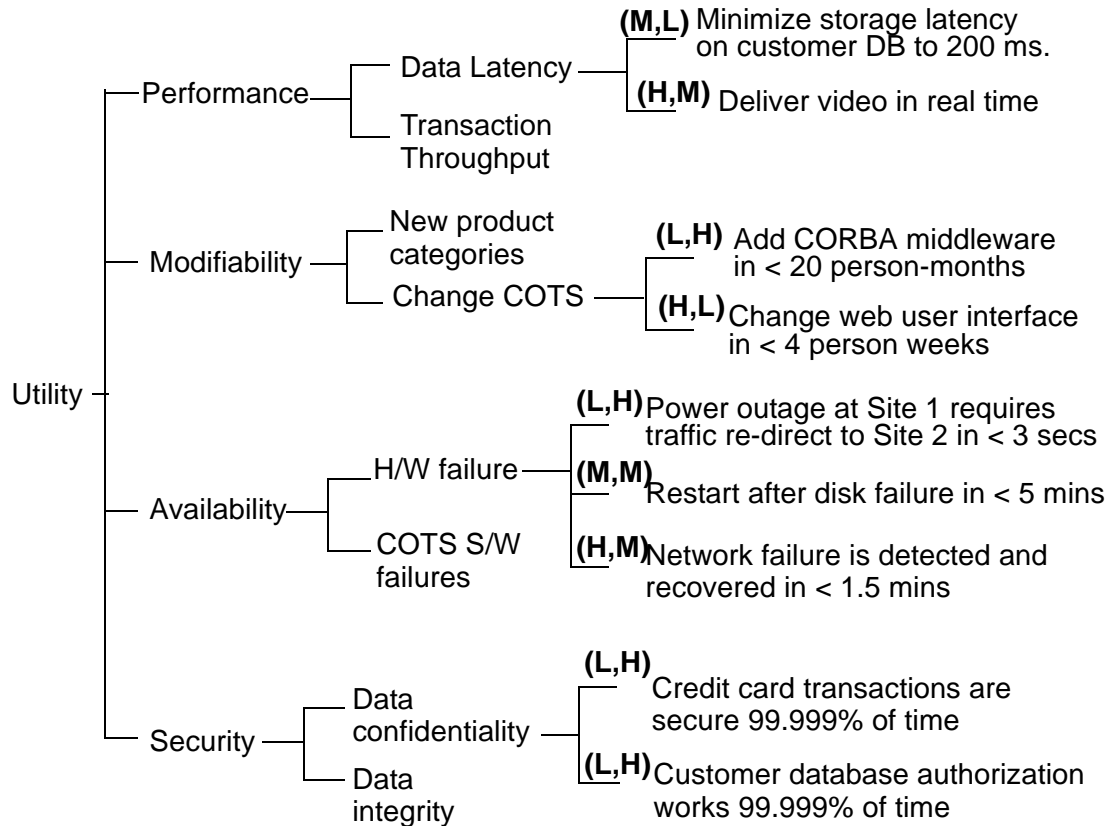 (M,L) Minimize storage latency
on customer DB to 200 ms.
Data Latency
Performance
(H,M) Deliver video in real time
Transaction
Throughput
New product
categories
(L,H) Add CORBA middleware
in < 20 person-months
Modifiability
Change COTS
(H,L) Change web user interface
in < 4 person weeks
Utility
(L,H) Power outage at Site 1 requires
traffic re-direct to Site 2 in < 3 secs
H/W failure
(M,M) Restart after disk failure in < 5 mins
Availability
COTS S/W
failures
(H,M) Network failure is detected and
recovered in < 1.5 mins
(L,H) Credit card transactions are
secure 99.999% of time
Data
confidentiality
Security
(L,H) Customer database authorization
works 99.999% of time
Data
integrity